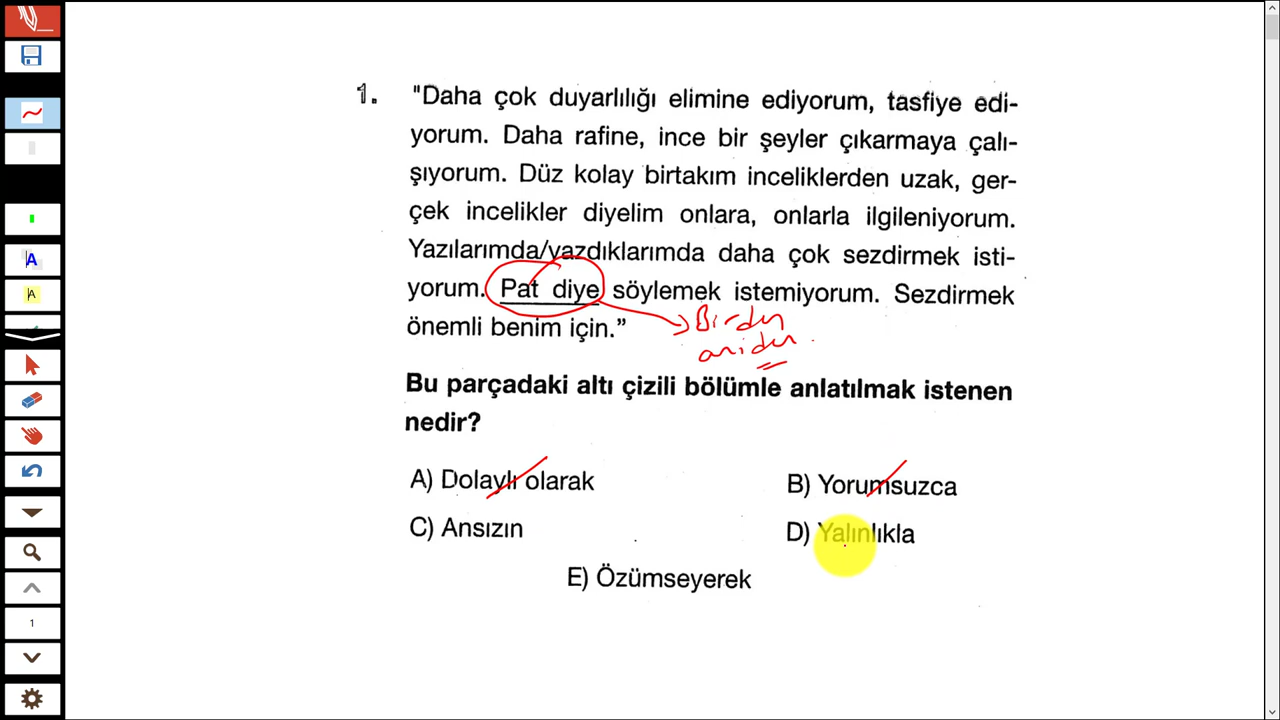 1. "Daha çok duyarlılığı elimine ediyorum, tasfiye edi-
yorum. Daha rafine, ince bir şeyler çıkarmaya çalı-
şıyorum. Düz kolay birtakım inceliklerden uzak, ger-
çek incelikler diyelim onlara, onlarla ilgileniyorum.
Yazılarımda/yazdıklarımda daha çok sezdirmek isti-
yorum. Pat diye söylemek istemiyorum. Sezdirmek
önemli benim için.”
Birden
aniden
Bu parçadaki altı çizili bölümle anlatılmak istenen
nedir?
A) Dolaylı olarak
B) Yorumsuzca
C) Ansızın
D) Yalınlıkla
E) Özümseyerek
A
A
1